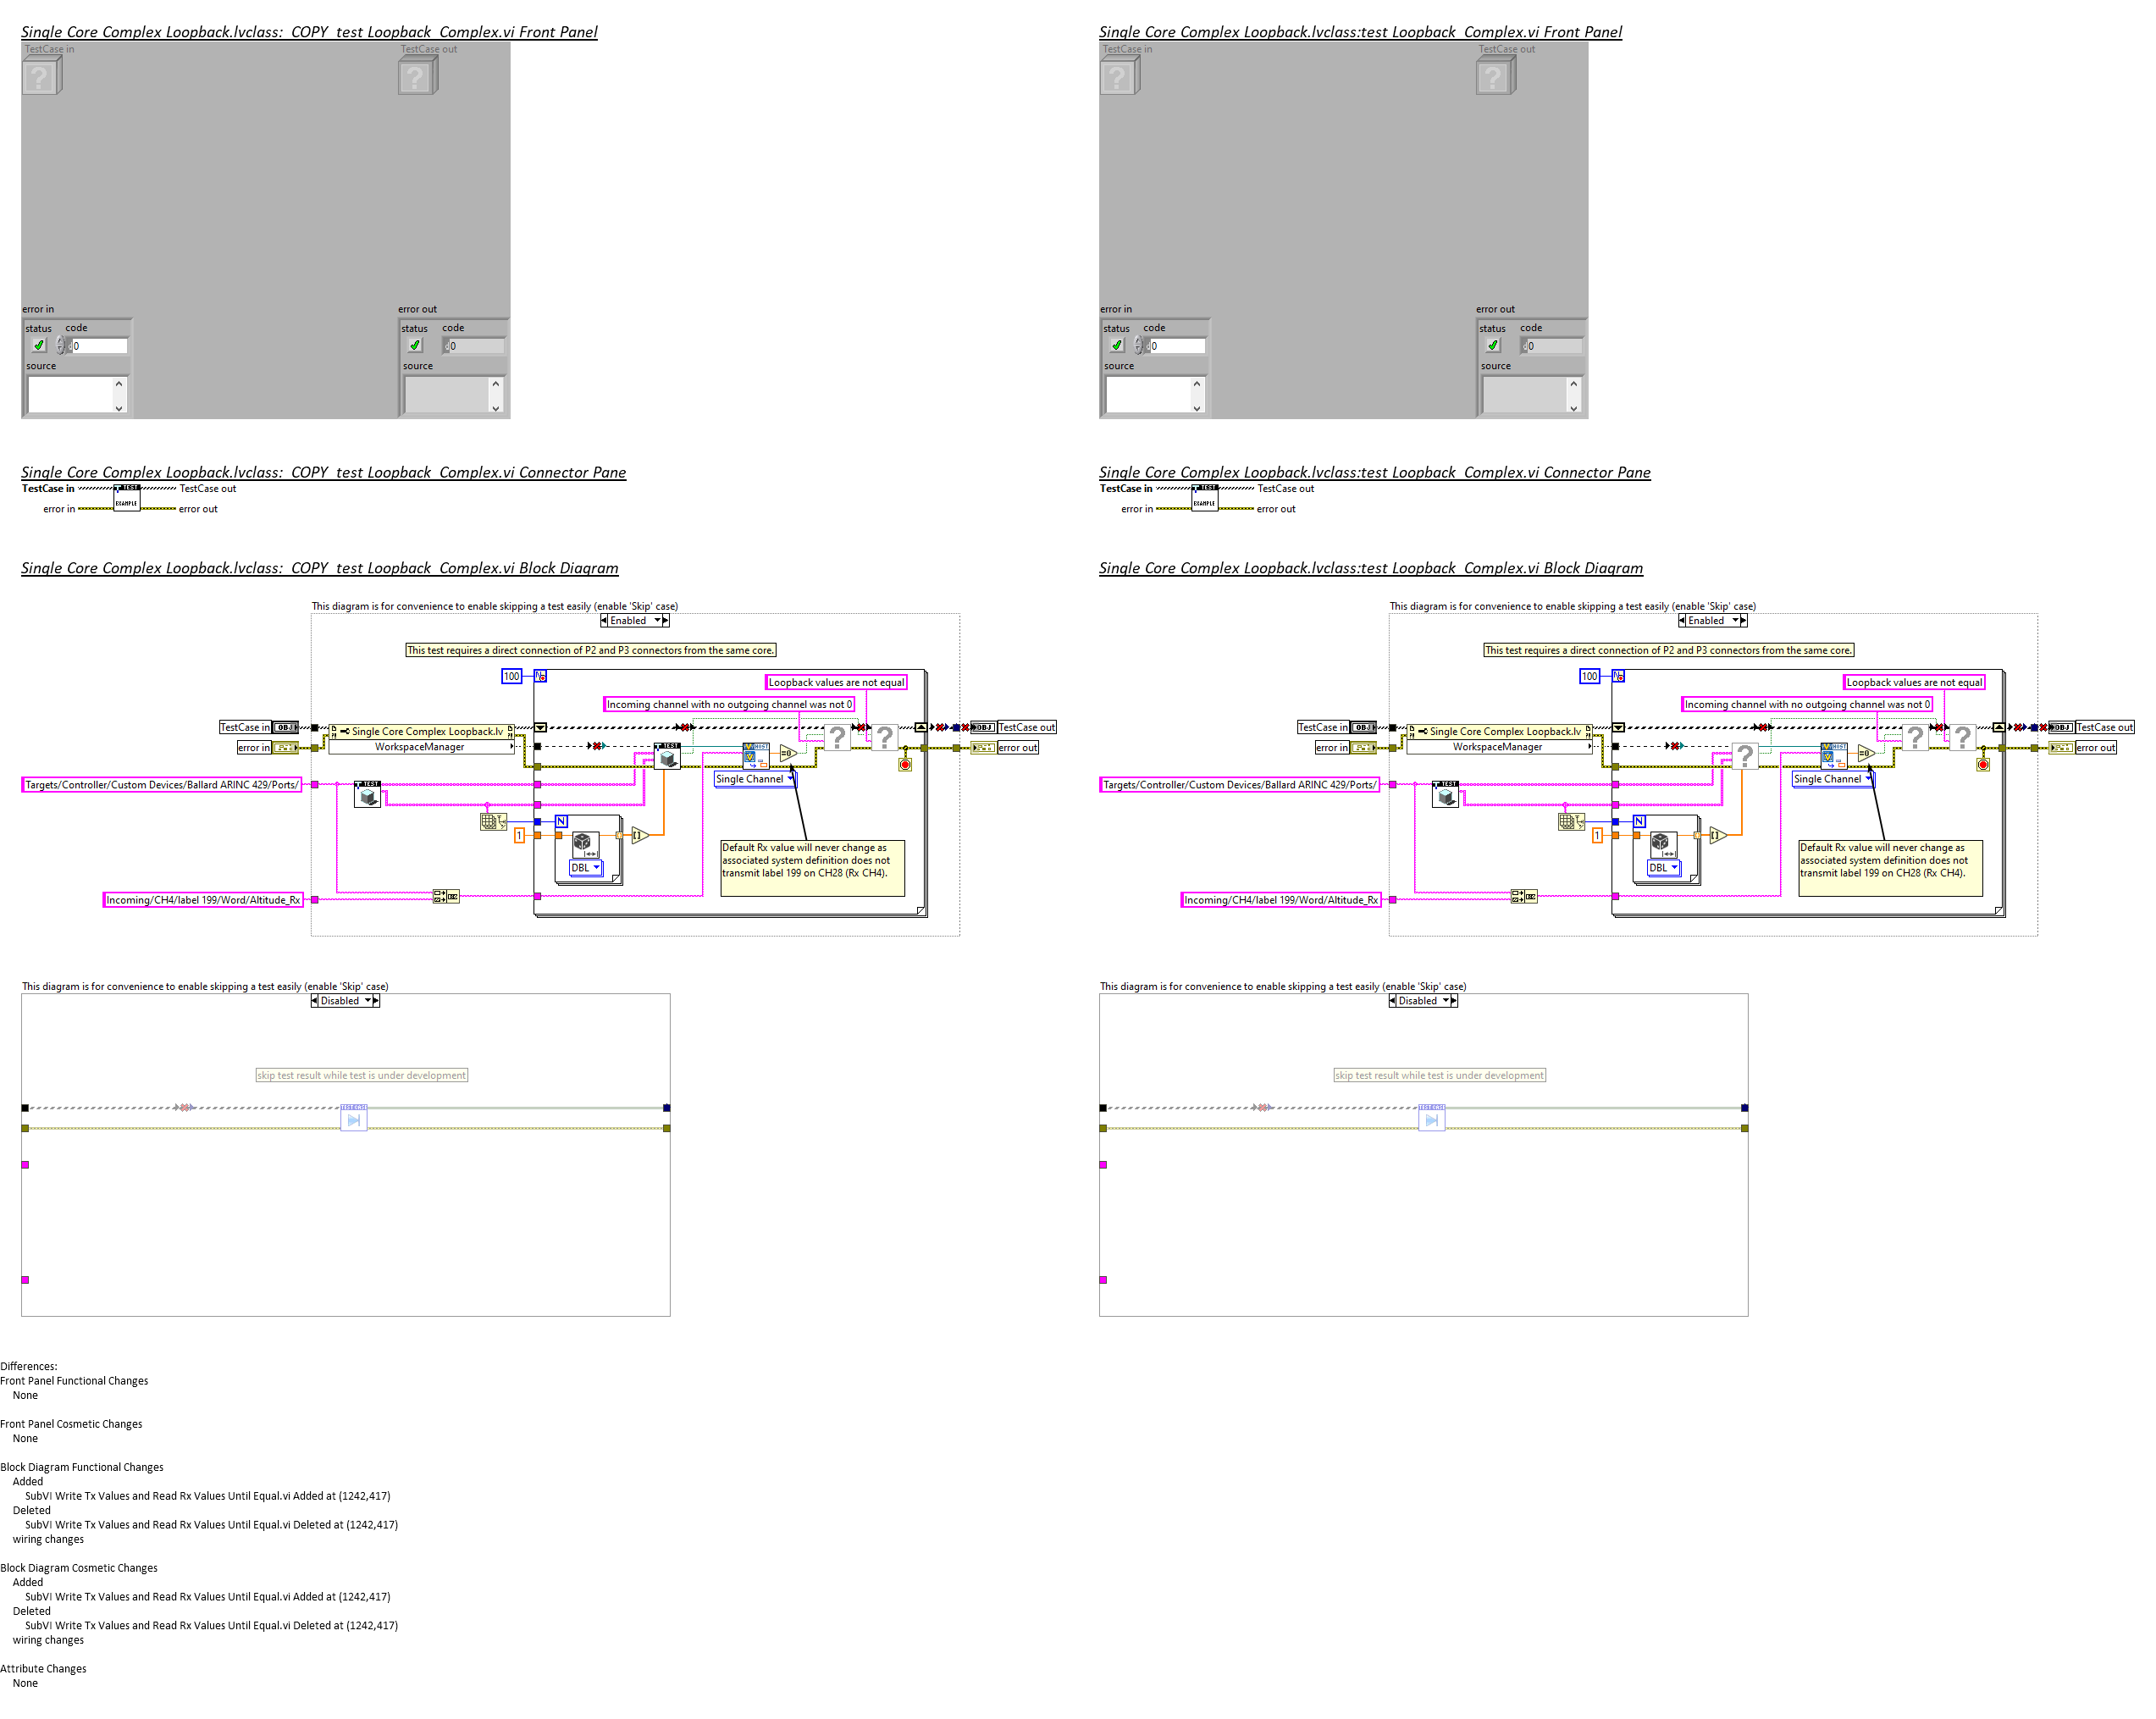 Single Core Complex Loopback.lvclass:_COPY_test Loopback_Complex.vi Front Panel
TestCase in
TestCase out
error in
status code
0
source
error out
status code
0
source
Single Core Complex Loopback.lvclass:_COPY_test Loopback_Complex.vi Connector Pane
TestCase in
TEST
EXAMPLE
TestCase out
error in
error out
Single Core Complex Loopback.lvclass:_COPY_test Loopback_Complex.vi Block Diagram
This diagram is for convenience to enable skipping a test easily (enable 'Skip' case)
Enabled
This test requires a direct connection of P2 and P3 connectors from the same core.
100
N
Loopback values are not equal
Incoming channel with no outgoing channel was not 0
TestCase in
OBJ
Single Core Complex Loopback.lv
WorkspaceManager
error in
TEST
HOST
=0
?
?
OBJ
TestCase out
error out
Single Channel
Targets/Controller/Custom Devices/Ballard ARINC 429/Ports/
TEST
N
1
DBL
Default Rx value will never change as
associated system definition does not
transmit label 199 on CH28 (Rx CH4).
Incoming/CH4/label 199/Word/Altitude_Rx
This diagram is for convenience to enable skipping a test easily (enable 'Skip' case)
Disabled
skip test result while test is under development
TEST CASE
Single Core Complex Loopback.lvclass:test Loopback_Complex.vi Front Panel
TestCase in
TestCase out
error in
status code
0
source
error out
status code
0
source
Single Core Complex Loopback.lvclass:test Loopback_Complex.vi Connector Pane
TestCase in
TEST
EXAMPLE
TestCase out
error in
error out
Single Core Complex Loopback.lvclass:test Loopback_Complex.vi Block Diagram
This diagram is for convenience to enable skipping a test easily (enable 'Skip' case)
Enabled
This test requires a direct connection of P2 and P3 connectors from the same core.
100
N
Loopback values are not equal
Incoming channel with no outgoing channel was not 0
TestCase in
OBJ
Single Core Complex Loopback.lv
WorkspaceManager
error in
?
HOST
=0
?
?
OBJ
TestCase out
error out
Single Channel
Targets/Controller/Custom Devices/Ballard ARINC 429/Ports/
TEST
N
1
DBL
Default Rx value will never change as
associated system definition does not
transmit label 199 on CH28 (Rx CH4).
Incoming/CH4/label 199/Word/Altitude_Rx
This diagram is for convenience to enable skipping a test easily (enable 'Skip' case)
Disabled
skip test result while test is under development
TEST CASE
Differences:
Front Panel Functional Changes
None
Front Panel Cosmetic Changes
None
Block Diagram Functional Changes
Added
SubVI Write Tx Values and Read Rx Values Until Equal.vi Added at (1242,417)
Deleted
SubVI Write Tx Values and Read Rx Values Until Equal.vi Deleted at (1242,417)
wiring changes
Block Diagram Cosmetic Changes
Added
SubVI Write Tx Values and Read Rx Values Until Equal.vi Added at (1242,417)
Deleted
SubVI Write Tx Values and Read Rx Values Until Equal.vi Deleted at (1242,417)
wiring changes
Attribute Changes
None